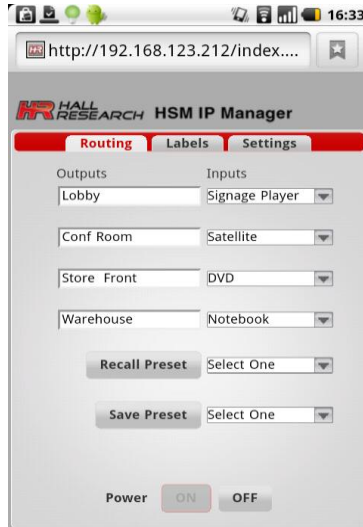 16:33
http://192.168.123.212/index....
HR HALL RESEARCH HSM IP Manager
Routing Labels Settings
Outputs Inputs
Lobby Signage Player
Conf Room Satellite
Store Front DVD
Warehouse Notebook
Recall Preset Select One
Save Preset Select One
Power ON OFF